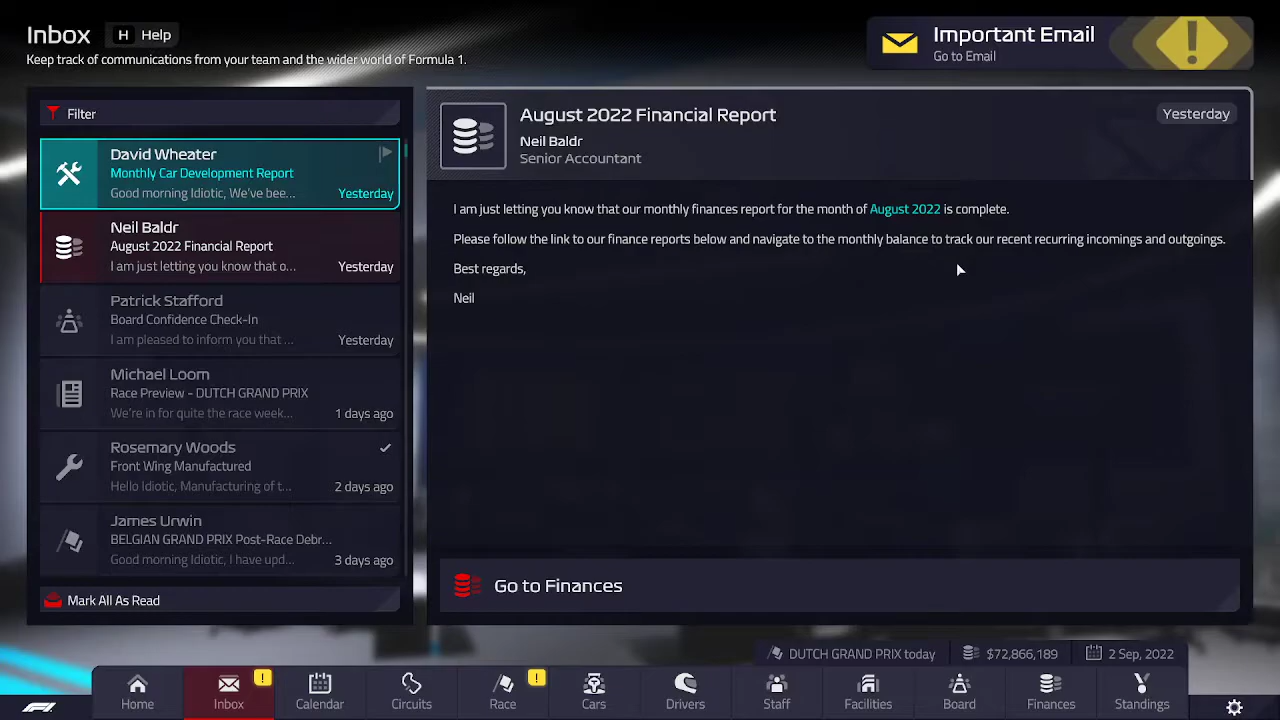 Inbox
H Help
Keep track of communications from your team and the wider world of Formula 1.
Important Email
Go to Email
!
Filter
David Wheater
Monthly Car Development Report
Good morning Idiotic, We've bee...
Yesterday
Neil Baldr
August 2022 Financial Report
I am just letting you know that o...
Yesterday
Patrick Stafford
Board Confidence Check-In
I am pleased to inform you that ...
Yesterday
Michael Loom
Race Preview - DUTCH GRAND PRIX
We're in for quite the race week...
1 days ago
Rosemary Woods
Front Wing Manufactured
Hello Idiotic, Manufacturing of t...
2 days ago
James Urwin
BELGIAN GRAND PRIX Post-Race Debr...
Good morning Idiotic, I have upd...
3 days ago
Mark All As Read
August 2022 Financial Report
Yesterday
Neil Baldr
Senior Accountant
I am just letting you know that our monthly finances report for the month of August 2022 is complete.
Please follow the link to our finance reports below and navigate to the monthly balance to track our recent recurring incomings and outgoings.
Best regards,
Neil
Go to Finances
DUTCH GRAND PRIX today
$72,866,189
2 Sep, 2022
Home
Inbox
!
Calendar
Circuits
Race
!
Cars
Drivers
Staff
Facilities
Board
Finances
Standings